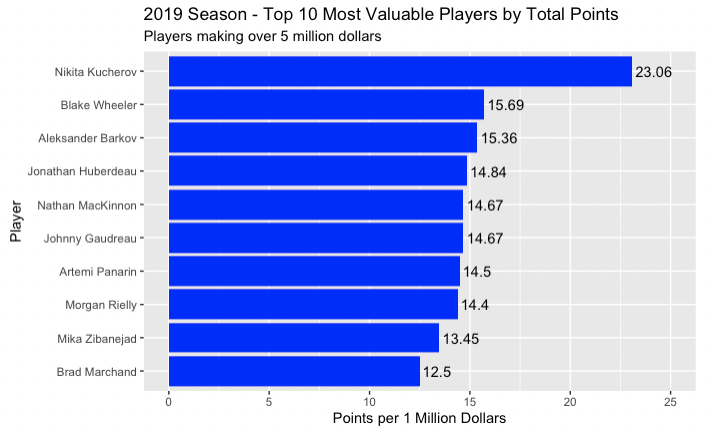 2019 Season - Top 10 Most Valuable Players by Total Points
Players making over 5 million dollars
Player
Nikita Kucherov 23.06
Blake Wheeler 15.69
Aleksander Barkov 15.36
Jonathan Huberdeau 14.84
Nathan MacKinnon 14.67
Johnny Gaudreau 14.67
Artemi Panarin 14.5
Morgan Rielly 14.4
Mika Zibanejad 13.45
Brad Marchand 12.5
0 5 10 15 20 25
Points per 1 Million Dollars